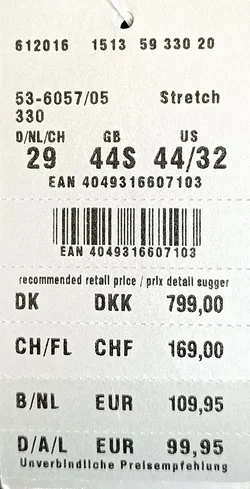 612016 1513 59 330 20
53-6057/05 Stretch
330
D/NL/CH GB US
29 44S 44/32
EAN 4049316607103
EAN 4049316607103
recommended retail price / prix detail sugger
DK DKK 799,00
CH/FL CHF 169,00
B/NL EUR 109,95
D/A/L EUR 99,95
Unverbindliche Preisempfehlung